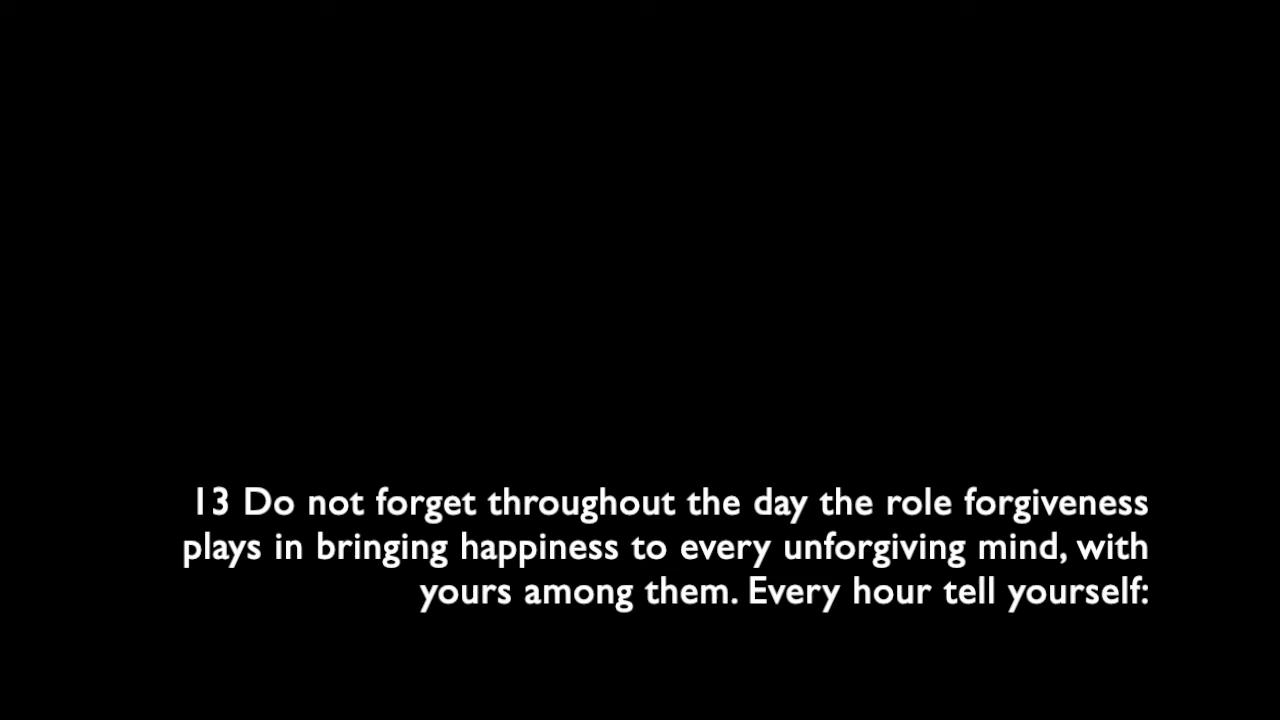 13 Do not forget throughout the day the role forgiveness
plays in bringing happiness to every unforgiving mind, with
yours among them. Every hour tell yourself: